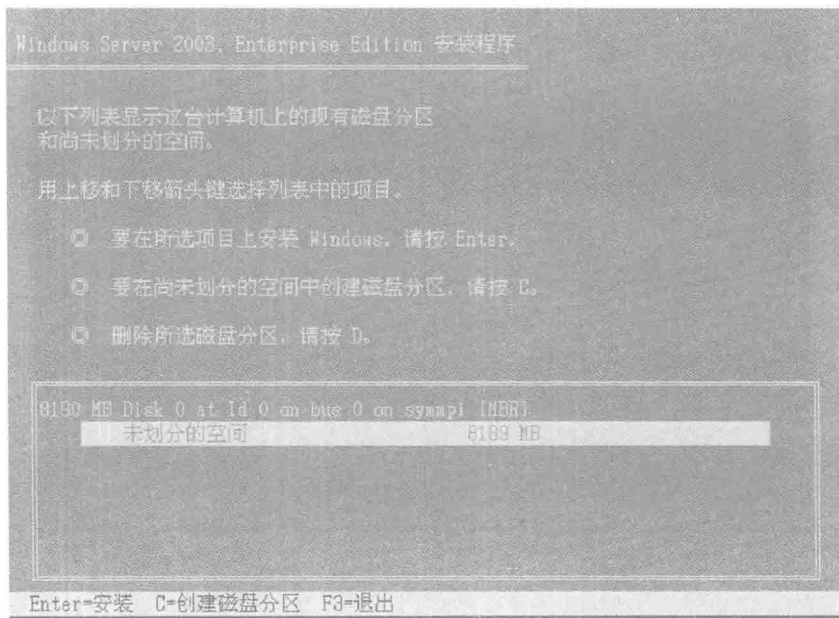 Windows Server 2003, Enterprise Edition 安装程序
以下列表显示这台计算机上的现有磁盘分区
和尚未划分的空间。
用上移和下移箭头键选择列表中的项目。
◎ 要在所选项目上安装 Windows，请按 Enter。
◎ 要在尚未划分的空间中创建磁盘分区，请按 C。
◎ 删除所选磁盘分区，请按 D。
8190 MB Disk 0 at Id 0 on bus 0 on symmpi [MBR]
未划分的空间 8189 MB
Enter=安装 C=创建磁盘分区 F3=退出